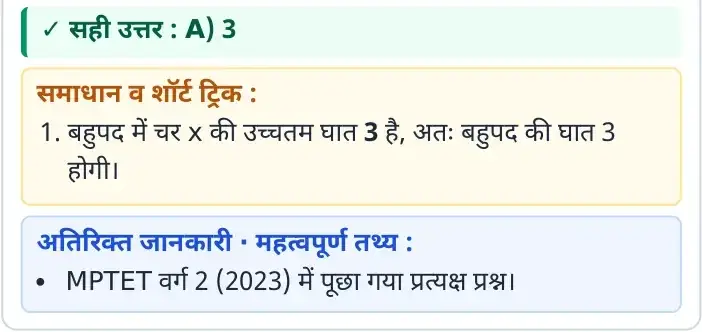 ✓ सही उत्तर : A) 3
समाधान व शॉर्ट ट्रिक :
1. बहुपद में चर x की उच्चतम घात 3 है, अतः बहुपद की घात 3
होगी।
अतिरिक्त जानकारी · महत्वपूर्ण तथ्य :
• MPTET वर्ग 2 (2023) में पूछा गया प्रत्यक्ष प्रश्न।